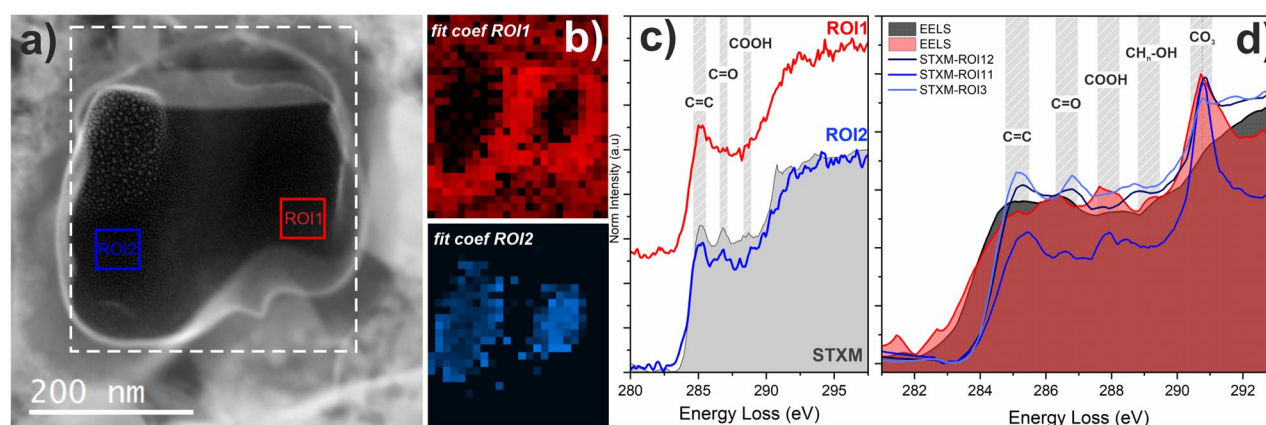 a)
ROI2
ROI1
200 nm
fit coef ROI1
b)
fit coef ROI2
c)
ROI1
COOH
C=O
C=C
ROI2
Norm Intensity (a.u)
STXM
280 285 290 295
Energy Loss (eV)
d)
EELS
EELS
STXM-ROI12
STXM-ROI11
STXM-ROI3
CO₃
CHₙ-OH
COOH
C=O
C=C
282 284 286 288 290 292
Energy Loss (eV)